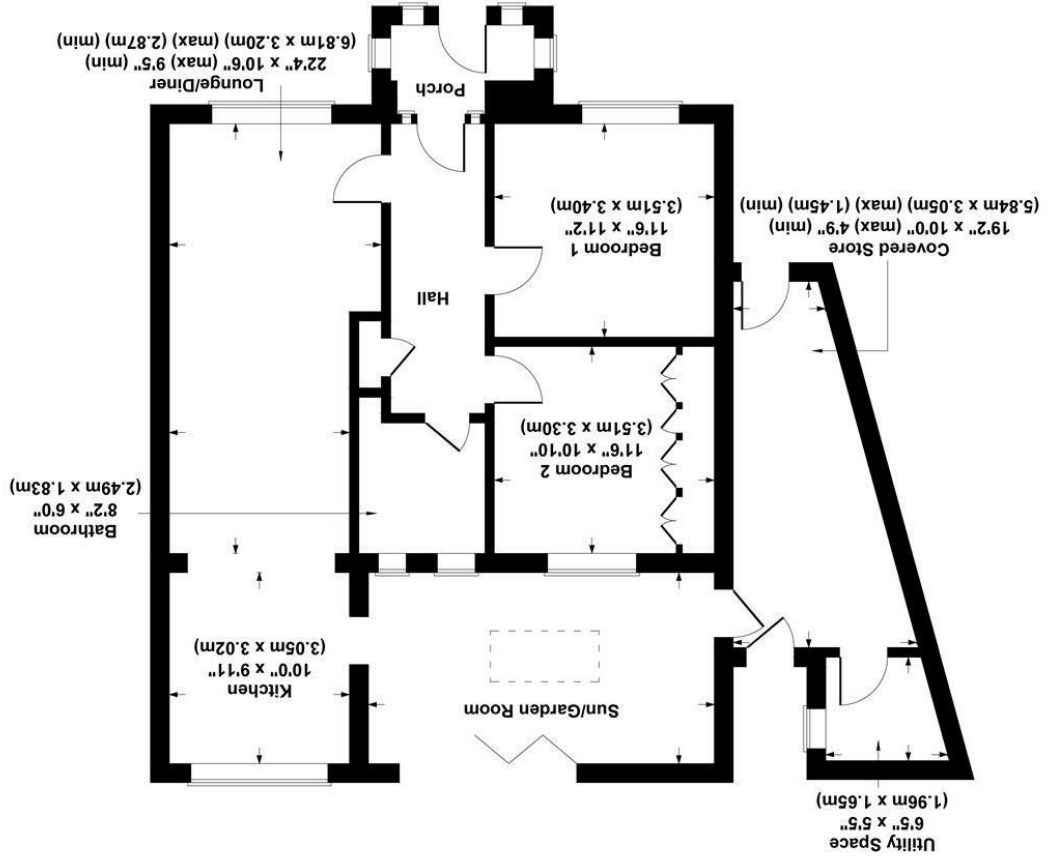 Utility Space
6'5" x 5'5"
(1.96m x 1.65m)
Sun/Garden Room
Kitchen
10'0" x 9'11"
(3.05m x 3.02m)
Bathroom
8'2" x 6'0"
(2.49m x 1.83m)
Bedroom 2
11'6" x 10'10"
(3.51m x 3.30m)
Hall
Covered Store
19'2" x 10'0" (max) 4'9" (min)
(5.84m x 3.05m) (max) (1.45m) (min)
Bedroom 1
11'6" x 11'2"
(3.51m x 3.40m)
Porch
Lounge/Diner
22'4" x 10'6" (max) 9'5" (min)
(6.81m x 3.20m) (max) (2.87m) (min)